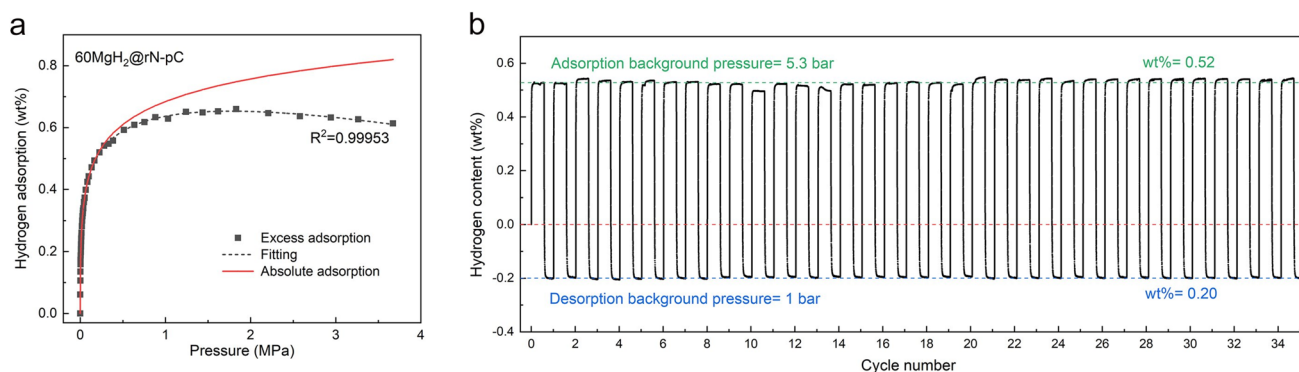 a
60MgH₂@rN-pC
Hydrogen adsorption (wt%)
0.8
0.6
0.4
0.2
0.0
R²=0.99953
Excess adsorption
Fitting
Absolute adsorption
0 1 2 3 4
Pressure (MPa)
b
Hydrogen content (wt%)
0.6
0.4
0.2
0.0
-0.2
-0.4
Adsorption background pressure= 5.3 bar
wt%= 0.52
Desorption background pressure= 1 bar
wt%= 0.20
0 2 4 6 8 10 12 14 16 18 20 22 24 26 28 30 32 34
Cycle number